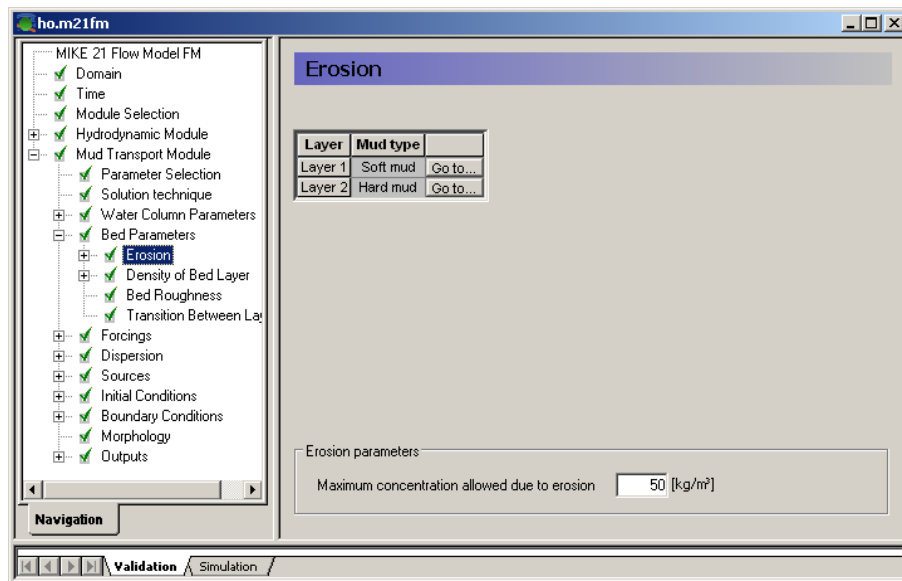 ho.m21fm
MIKE 21 Flow Model FM
Domain
Time
Module Selection
Hydrodynamic Module
Mud Transport Module
Parameter Selection
Solution technique
Water Column Parameters
Bed Parameters
Erosion
Density of Bed Layer
Bed Roughness
Transition Between Lay
Forcings
Dispersion
Sources
Initial Conditions
Boundary Conditions
Morphology
Outputs
Navigation
Erosion
Layer Mud type
Layer 1 Soft mud Go to...
Layer 2 Hard mud Go to...
Erosion parameters
Maximum concentration allowed due to erosion 50 [kg/m³]
Validation Simulation